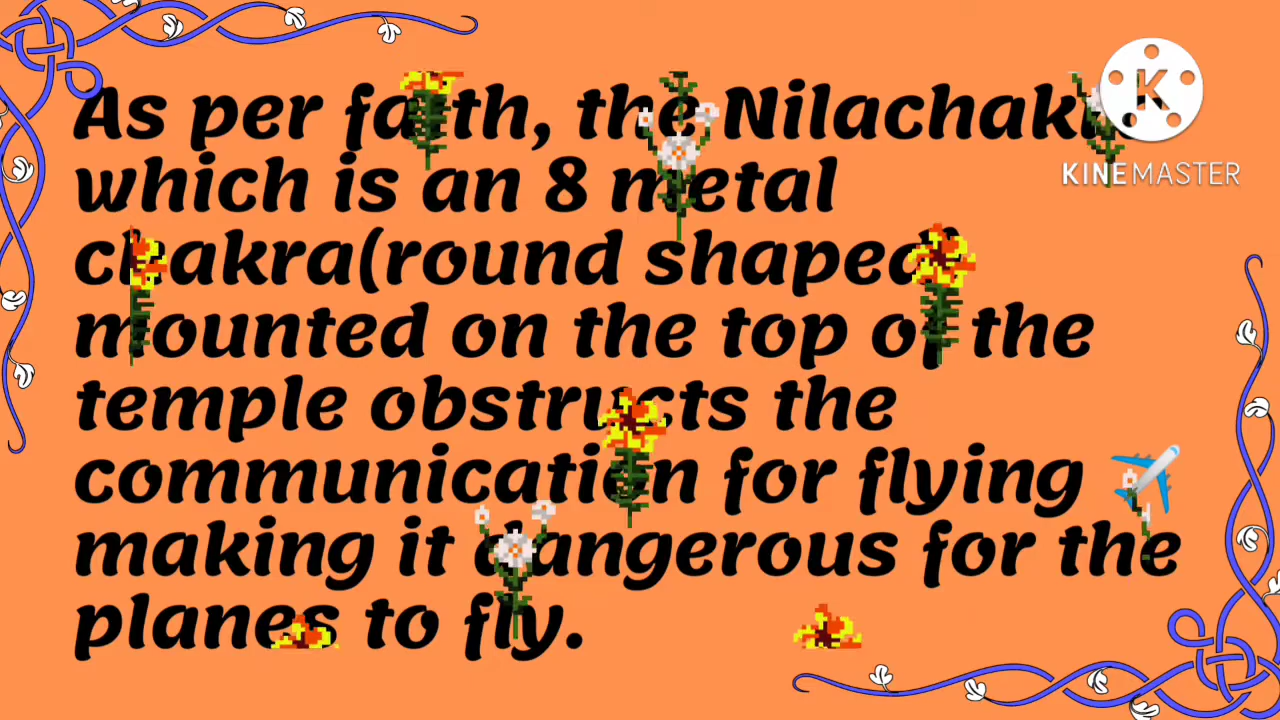 As per faith, the Nilachakra
which is an 8 metal
chakra(round shaped)
mounted on the top of the
temple obstructs the
communication for flying ✈️
making it dangerous for the
planes to fly.
KINEMASTER